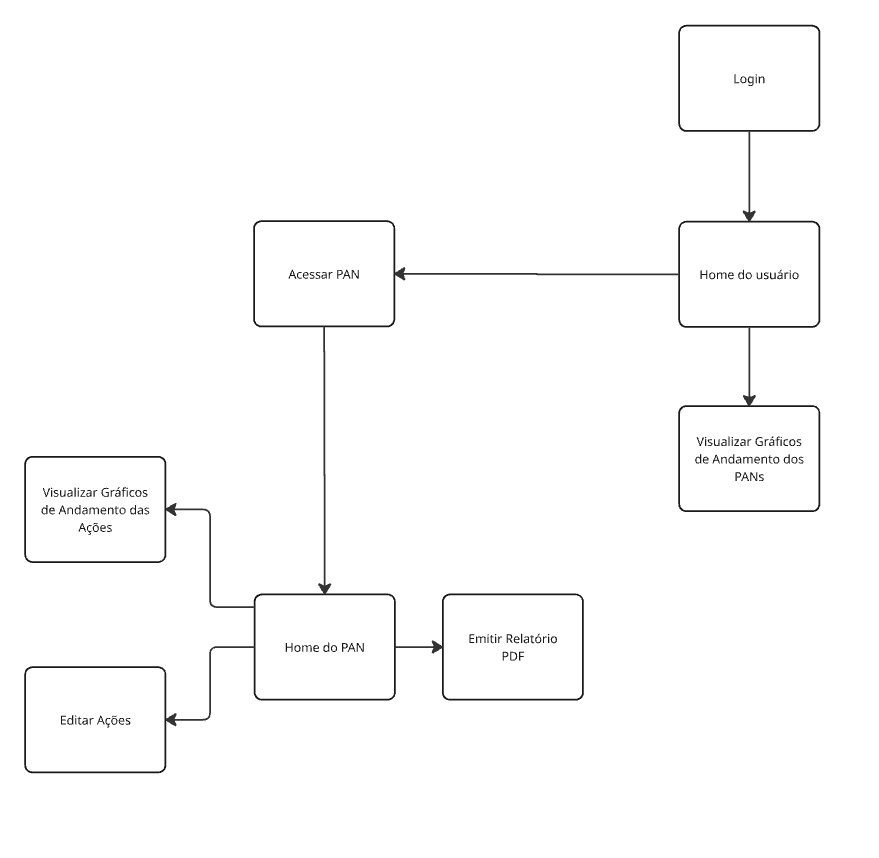 Login
Acessar PAN
Home do usuário
Visualizar Gráficos
de Andamento dos
PANs
Visualizar Gráficos
de Andamento das
Ações
Home do PAN
Emitir Relatório
PDF
Editar Ações